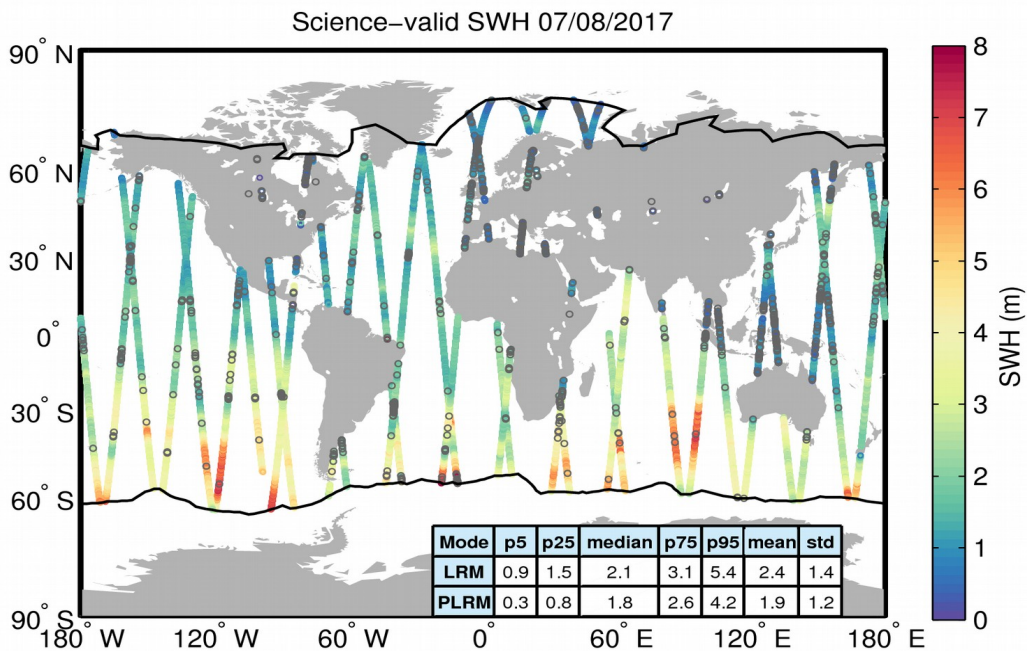 Science−valid SWH 07/08/2017
90° N
60° N
30° N
0°
30° S
60° S
90° S
180° W
120° W
60° W
0°
60° E
120° E
180° E
Mode p5 p25 median p75 p95 mean std
LRM 0.9 1.5 2.1 3.1 5.4 2.4 1.4
PLRM 0.3 0.8 1.8 2.6 4.2 1.9 1.2
8
7
6
5
4
3
2
1
0
SWH (m)